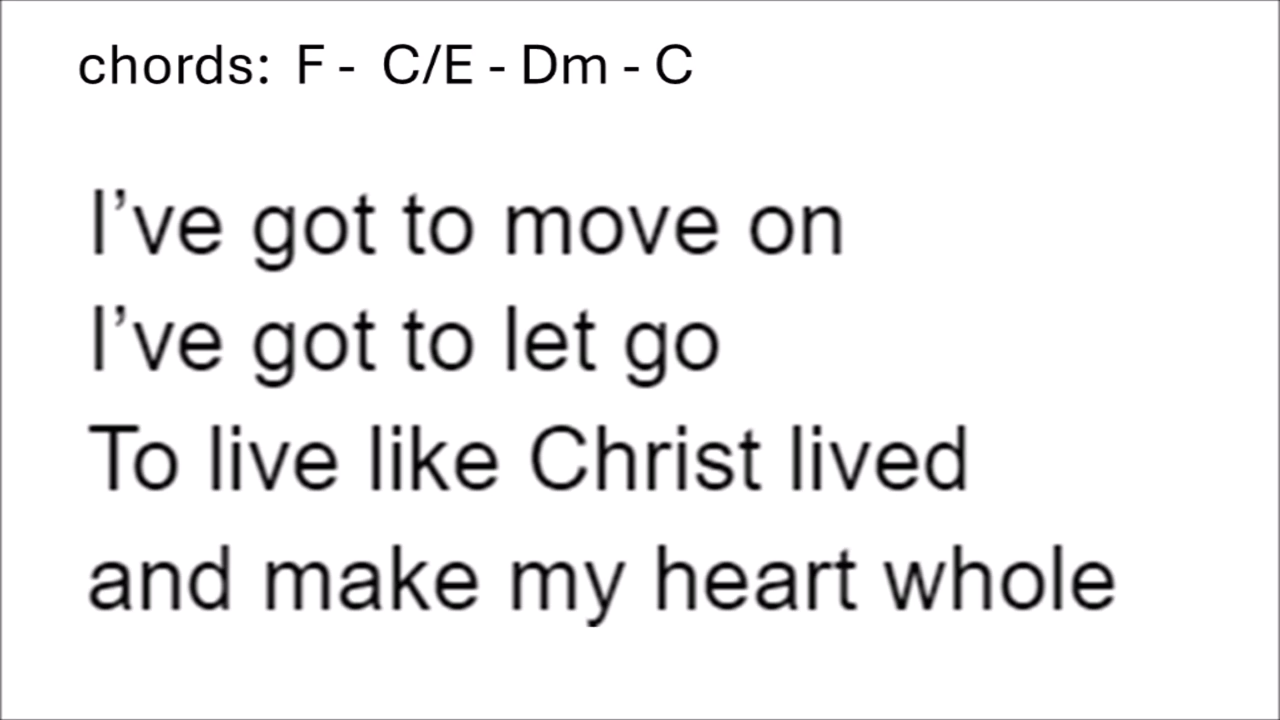 chords: F - C/E - Dm - C
I’ve got to move on
I’ve got to let go
To live like Christ lived
and make my heart whole